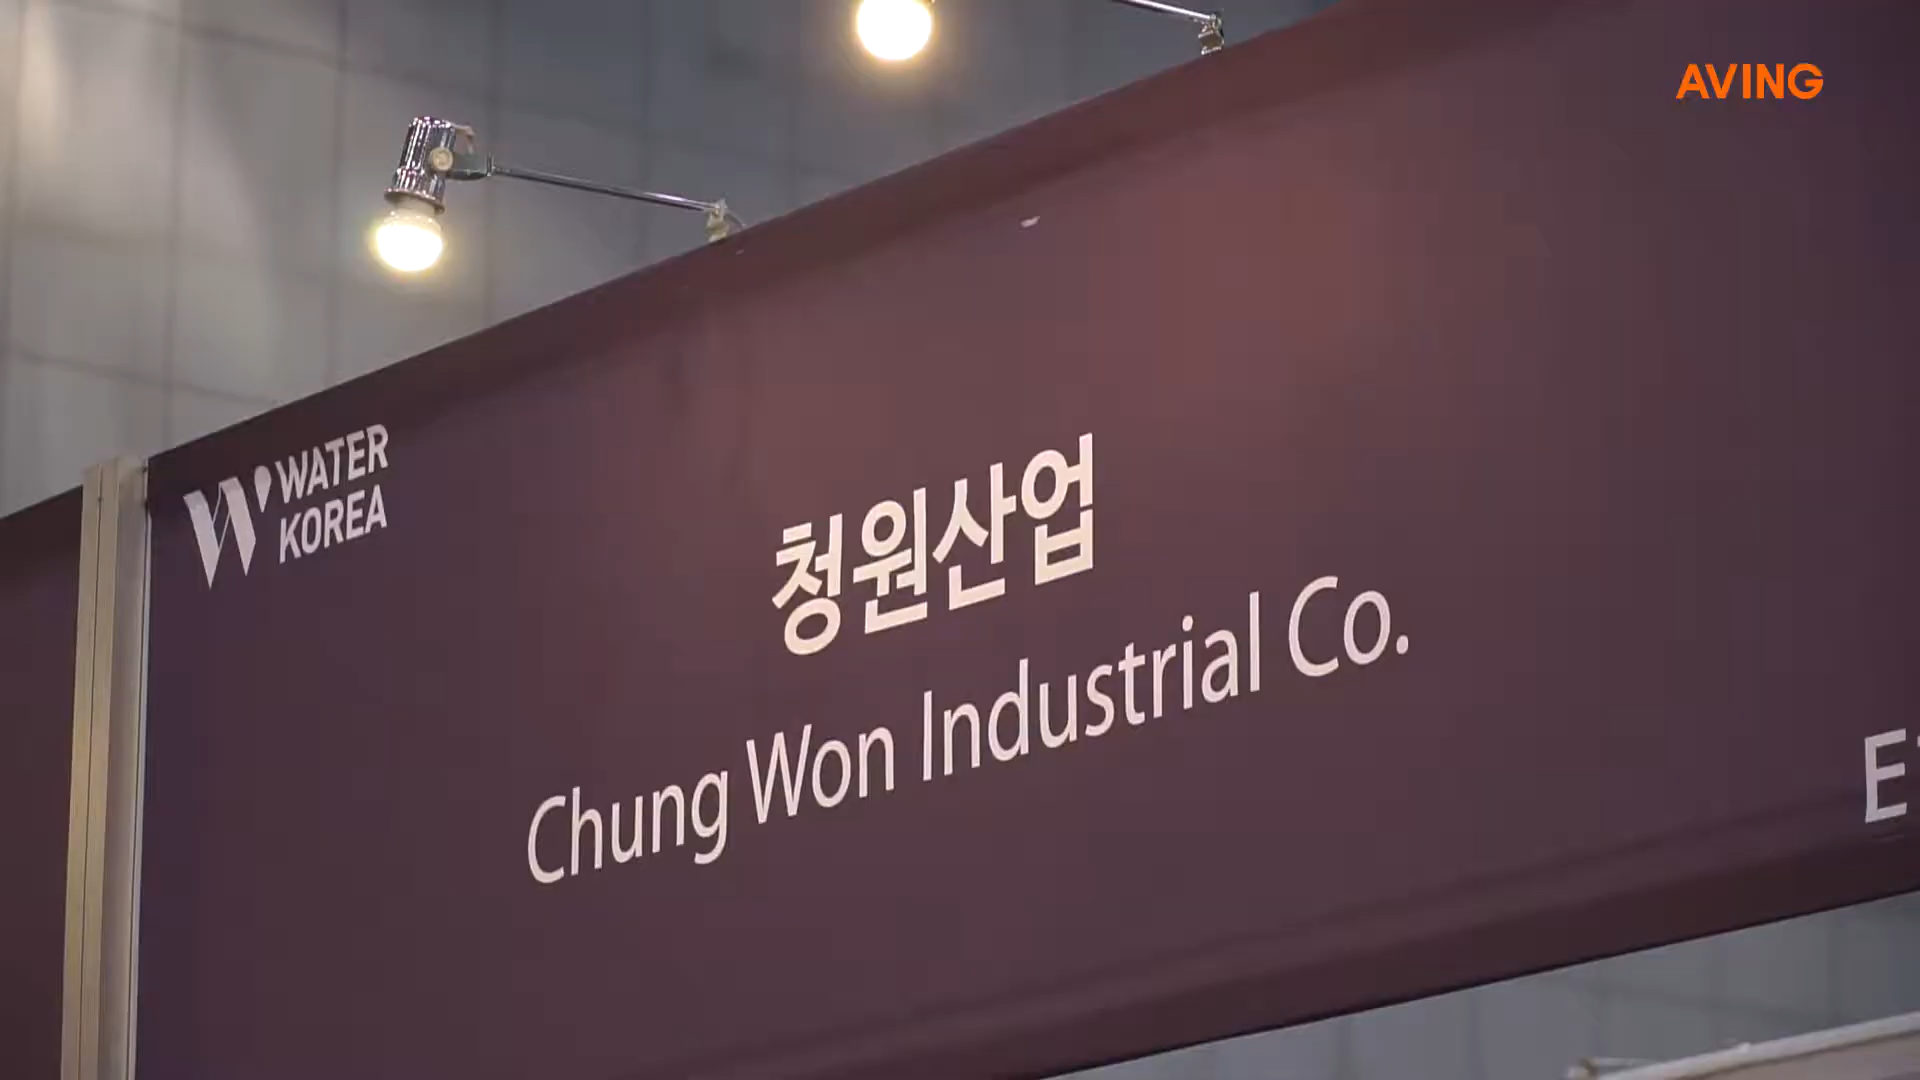 AVING
WATER
KOREA
청원산업
Chung Won Industrial Co.